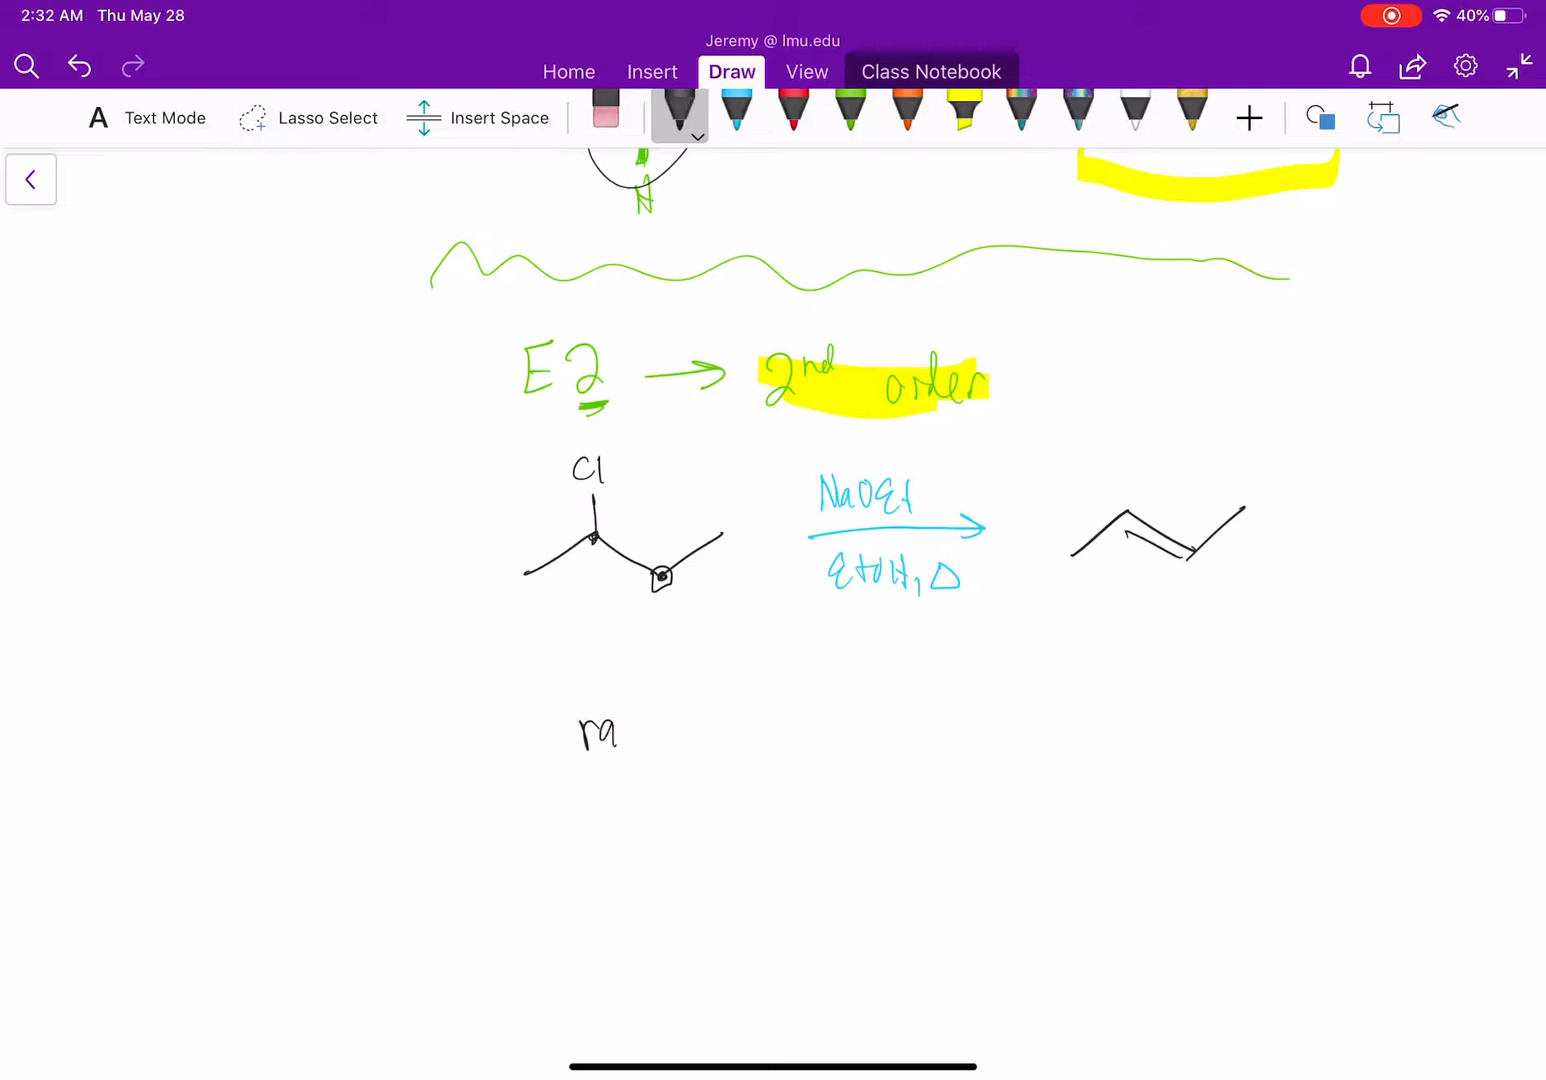 2:32 AM Thu May 28
40%
Jeremy @ lmu.edu
Home Insert Draw View Class Notebook
A Text Mode Lasso Select Insert Space
H
E2 → 2nd order
Cl
NaOEt
EtOH, Δ
ra